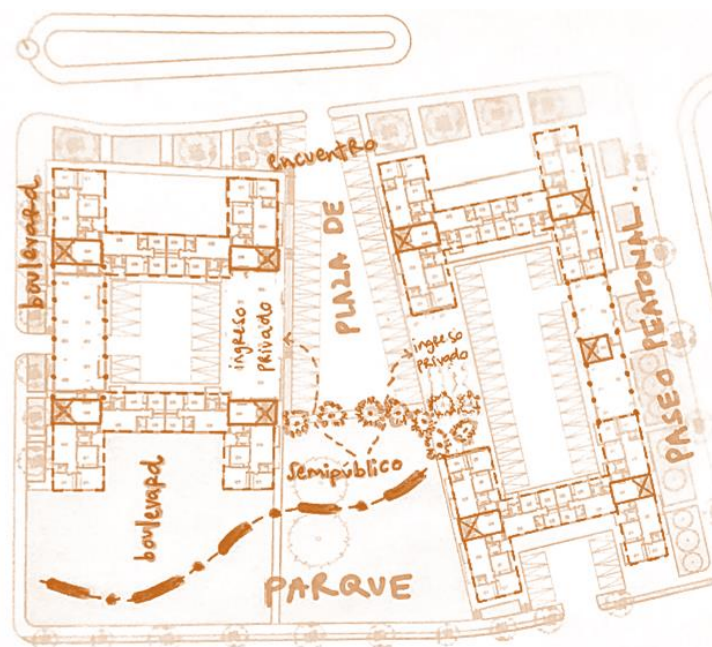 encuentro
PLAZA DE
boulevard
ingreso
privado
ingreso
privado
PASEO PEATONAL.
semipúblico
boulevard
PARQUE